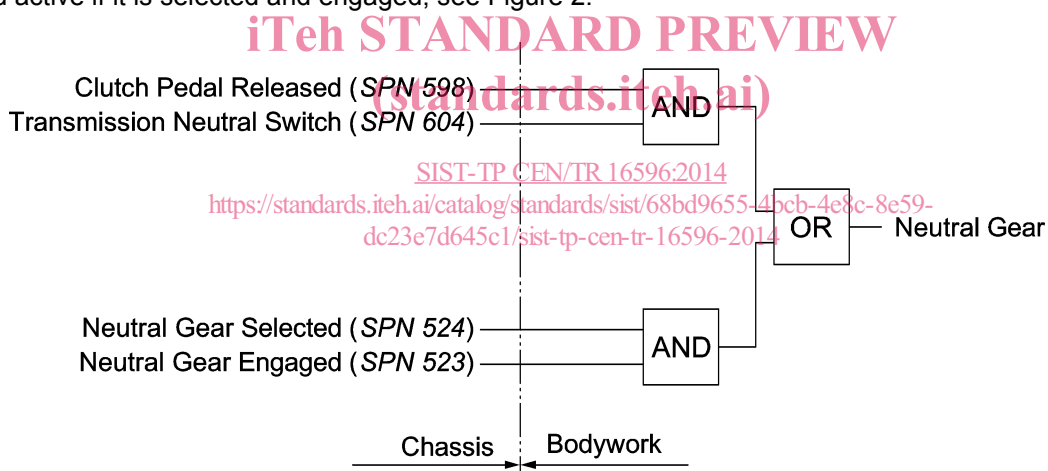 d active if it is selected and engaged, see Figure 2.
iTeh STANDARD PREVIEW
(standards.iteh.ai)
Clutch Pedal Released (SPN 598)
Transmission Neutral Switch (SPN 604)
AND
SIST-TP CEN/TR 16596:2014
https://standards.iteh.ai/catalog/standards/sist/68bd9655-4bcb-4e8c-8e59-
dc23e7d645c1/sist-tp-cen-tr-16596-2014
OR
Neutral Gear
Neutral Gear Selected (SPN 524)
Neutral Gear Engaged (SPN 523)
AND
Chassis
Bodywork